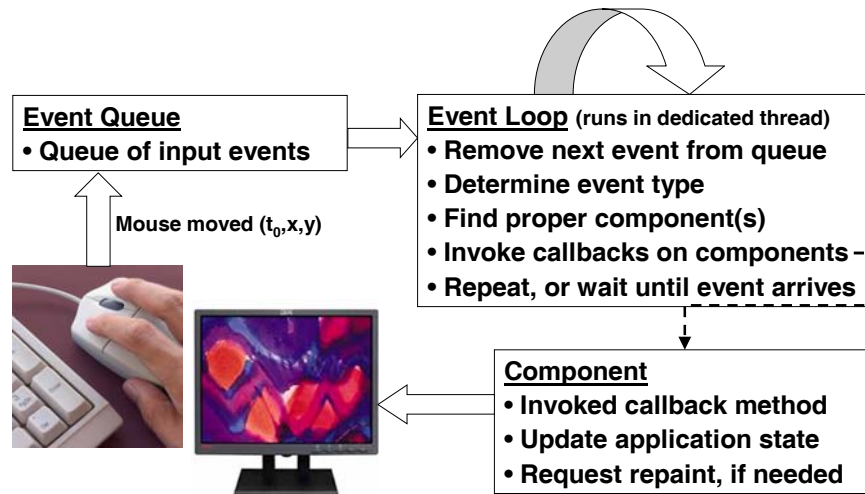 Event Queue
• Queue of input events
Mouse moved (t₀,x,y)
Event Loop (runs in dedicated thread)
• Remove next event from queue
• Determine event type
• Find proper component(s)
• Invoke callbacks on components
• Repeat, or wait until event arrives
Component
• Invoked callback method
• Update application state
• Request repaint, if needed